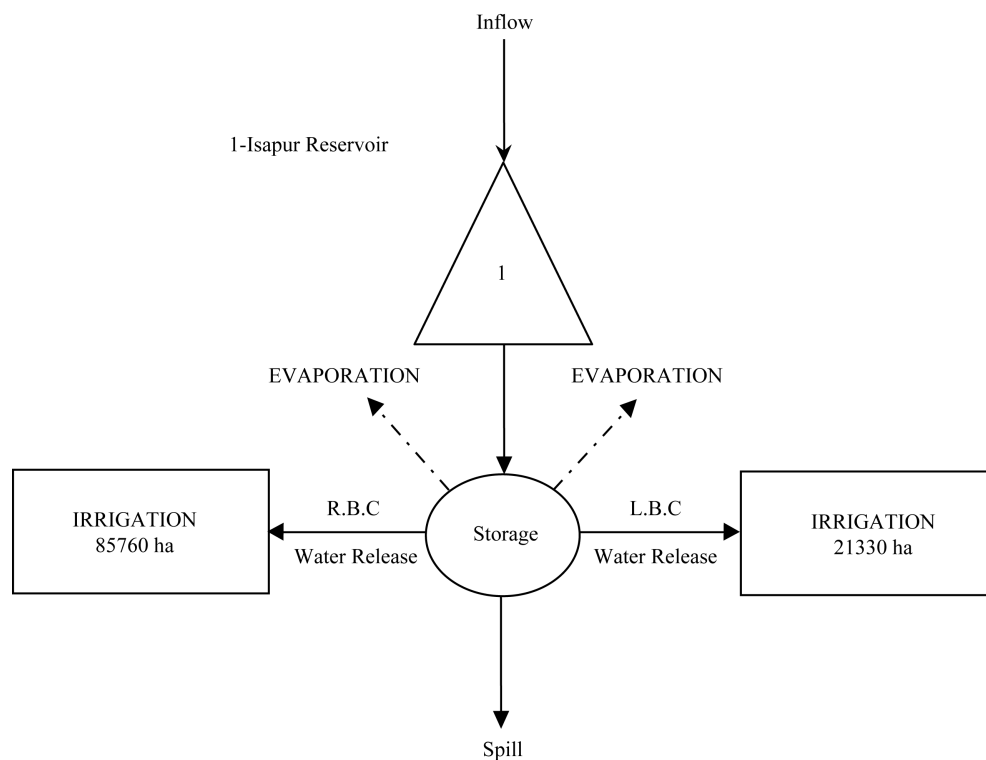 Inflow
1-Isapur Reservoir
1
EVAPORATION
EVAPORATION
IRRIGATION
85760 ha
R.B.C
Water Release
Storage
L.B.C
Water Release
IRRIGATION
21330 ha
Spill